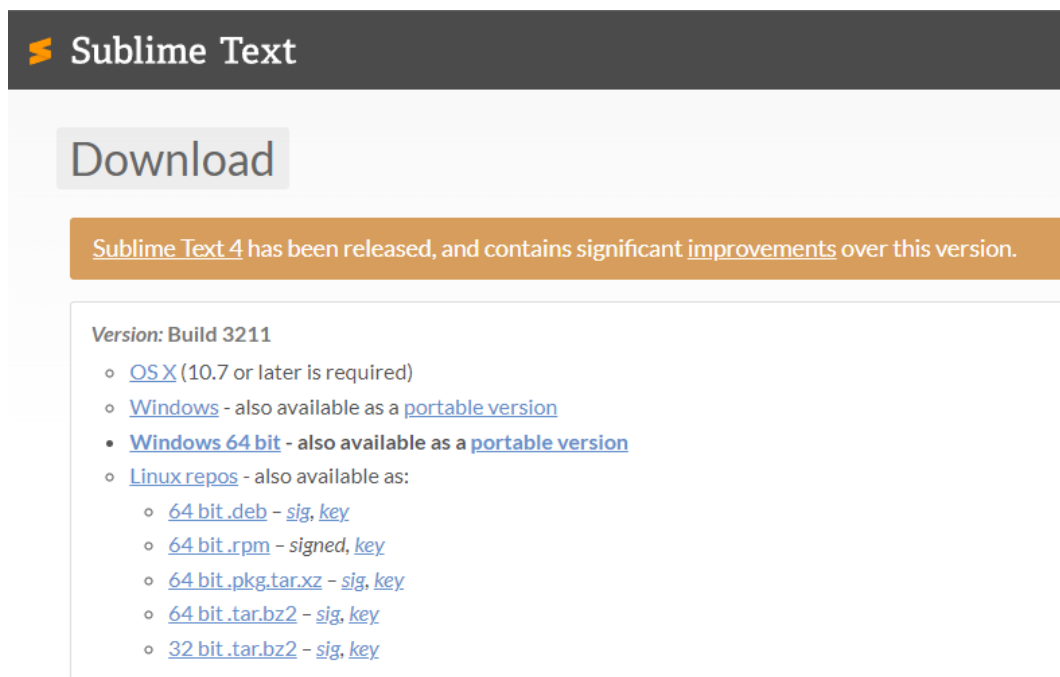 Sublime Text
Download
Sublime Text 4 has been released, and contains significant improvements over this version.
Version: Build 3211
OS X (10.7 or later is required)
Windows - also available as a portable version
Windows 64 bit - also available as a portable version
Linux repos - also available as:
64 bit .deb – sig, key
64 bit .rpm – signed, key
64 bit .pkg.tar.xz – sig, key
64 bit .tar.bz2 – sig, key
32 bit .tar.bz2 – sig, key